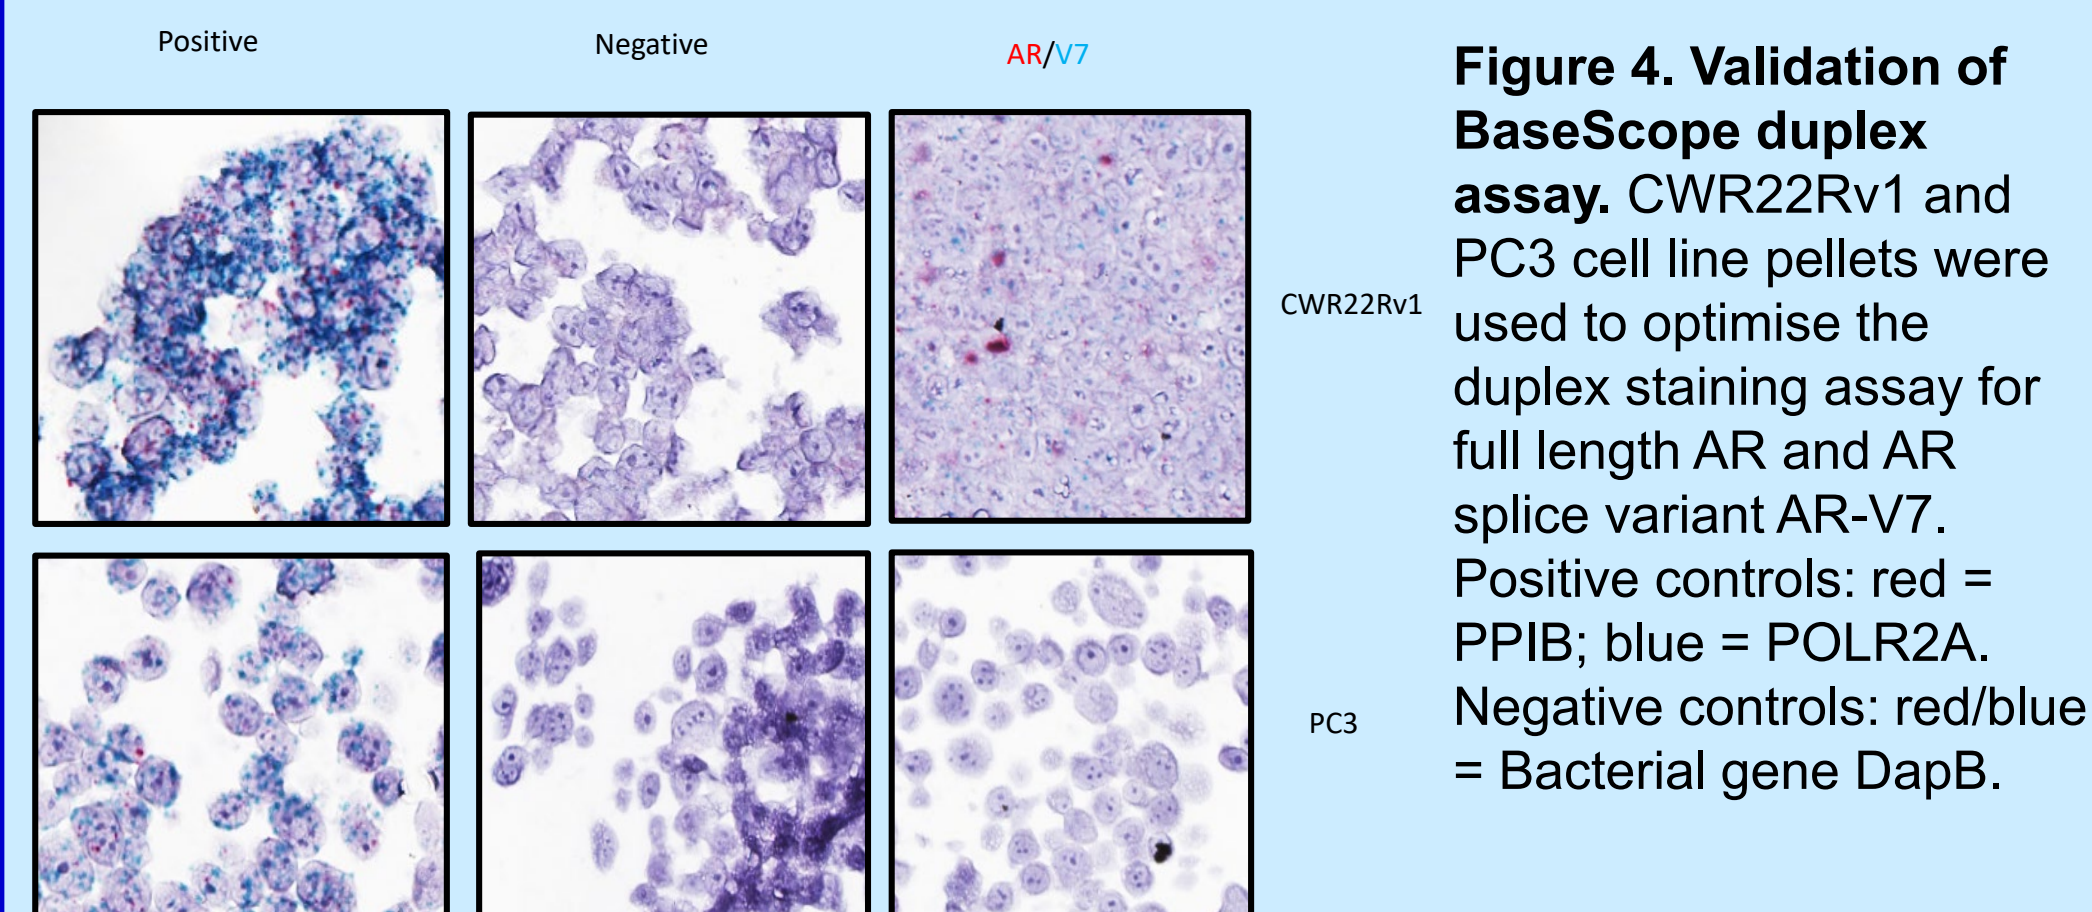 Positive
Negative
AR/V7
CWR22Rv1
PC3
Figure 4. Validation of
BaseScope duplex
assay. CWR22Rv1 and
PC3 cell line pellets were
used to optimise the
duplex staining assay for
full length AR and AR
splice variant AR-V7.
Positive controls: red =
PPIB; blue = POLR2A.
Negative controls: red/blue
= Bacterial gene DapB.